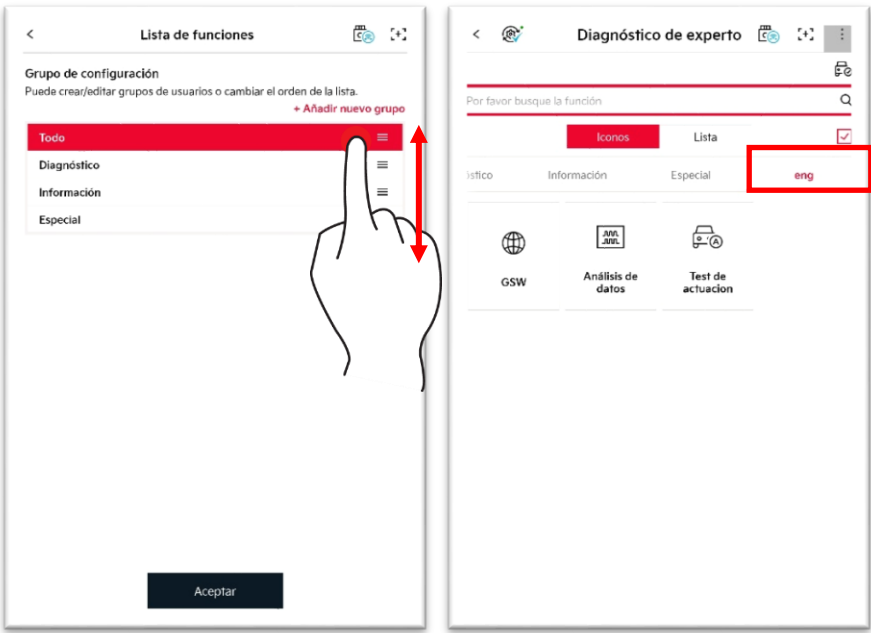 Lista de funciones
Grupo de configuración
Puede crear/editar grupos de usuarios o cambiar el orden de la lista.
+ Añadir nuevo grupo
Todo
Diagnóstico
Información
Especial
Aceptar
Diagnóstico de experto
Por favor busque la función
Iconos
Lista
óstico
Información
Especial
eng
GSW
Análisis de
datos
Test de
actuacion